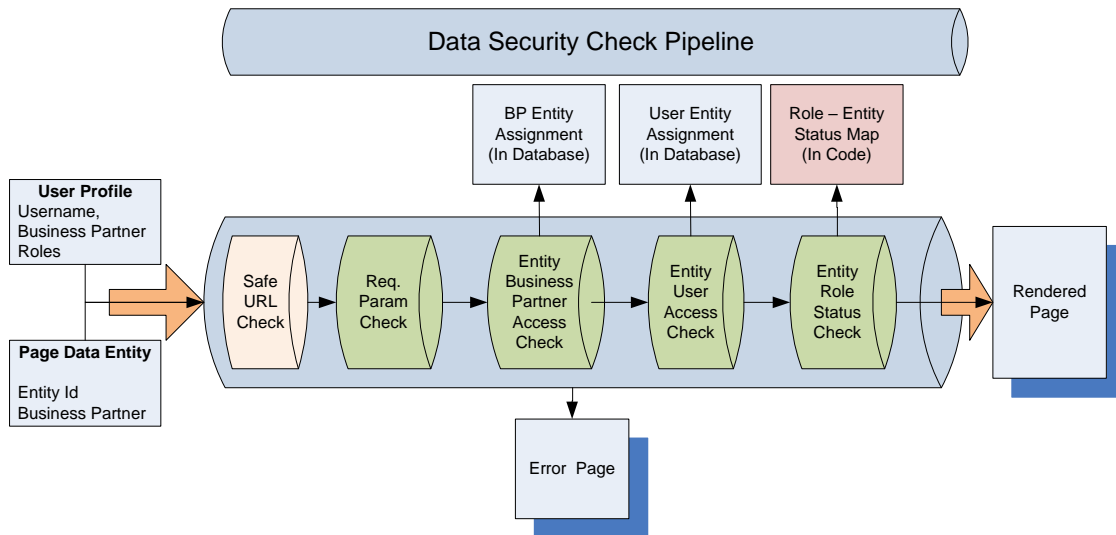 Data Security Check Pipeline
BP Entity
Assignment
(In Database)
User Entity
Assignment
(In Database)
Role – Entity
Status Map
(In Code)
User Profile
Username,
Business Partner
Roles
Page Data Entity
Entity Id
Business Partner
Safe
URL
Check
Req.
Param
Check
Entity
Business
Partner
Access
Check
Entity
User
Access
Check
Entity
Role
Status
Check
Rendered
Page
Error Page